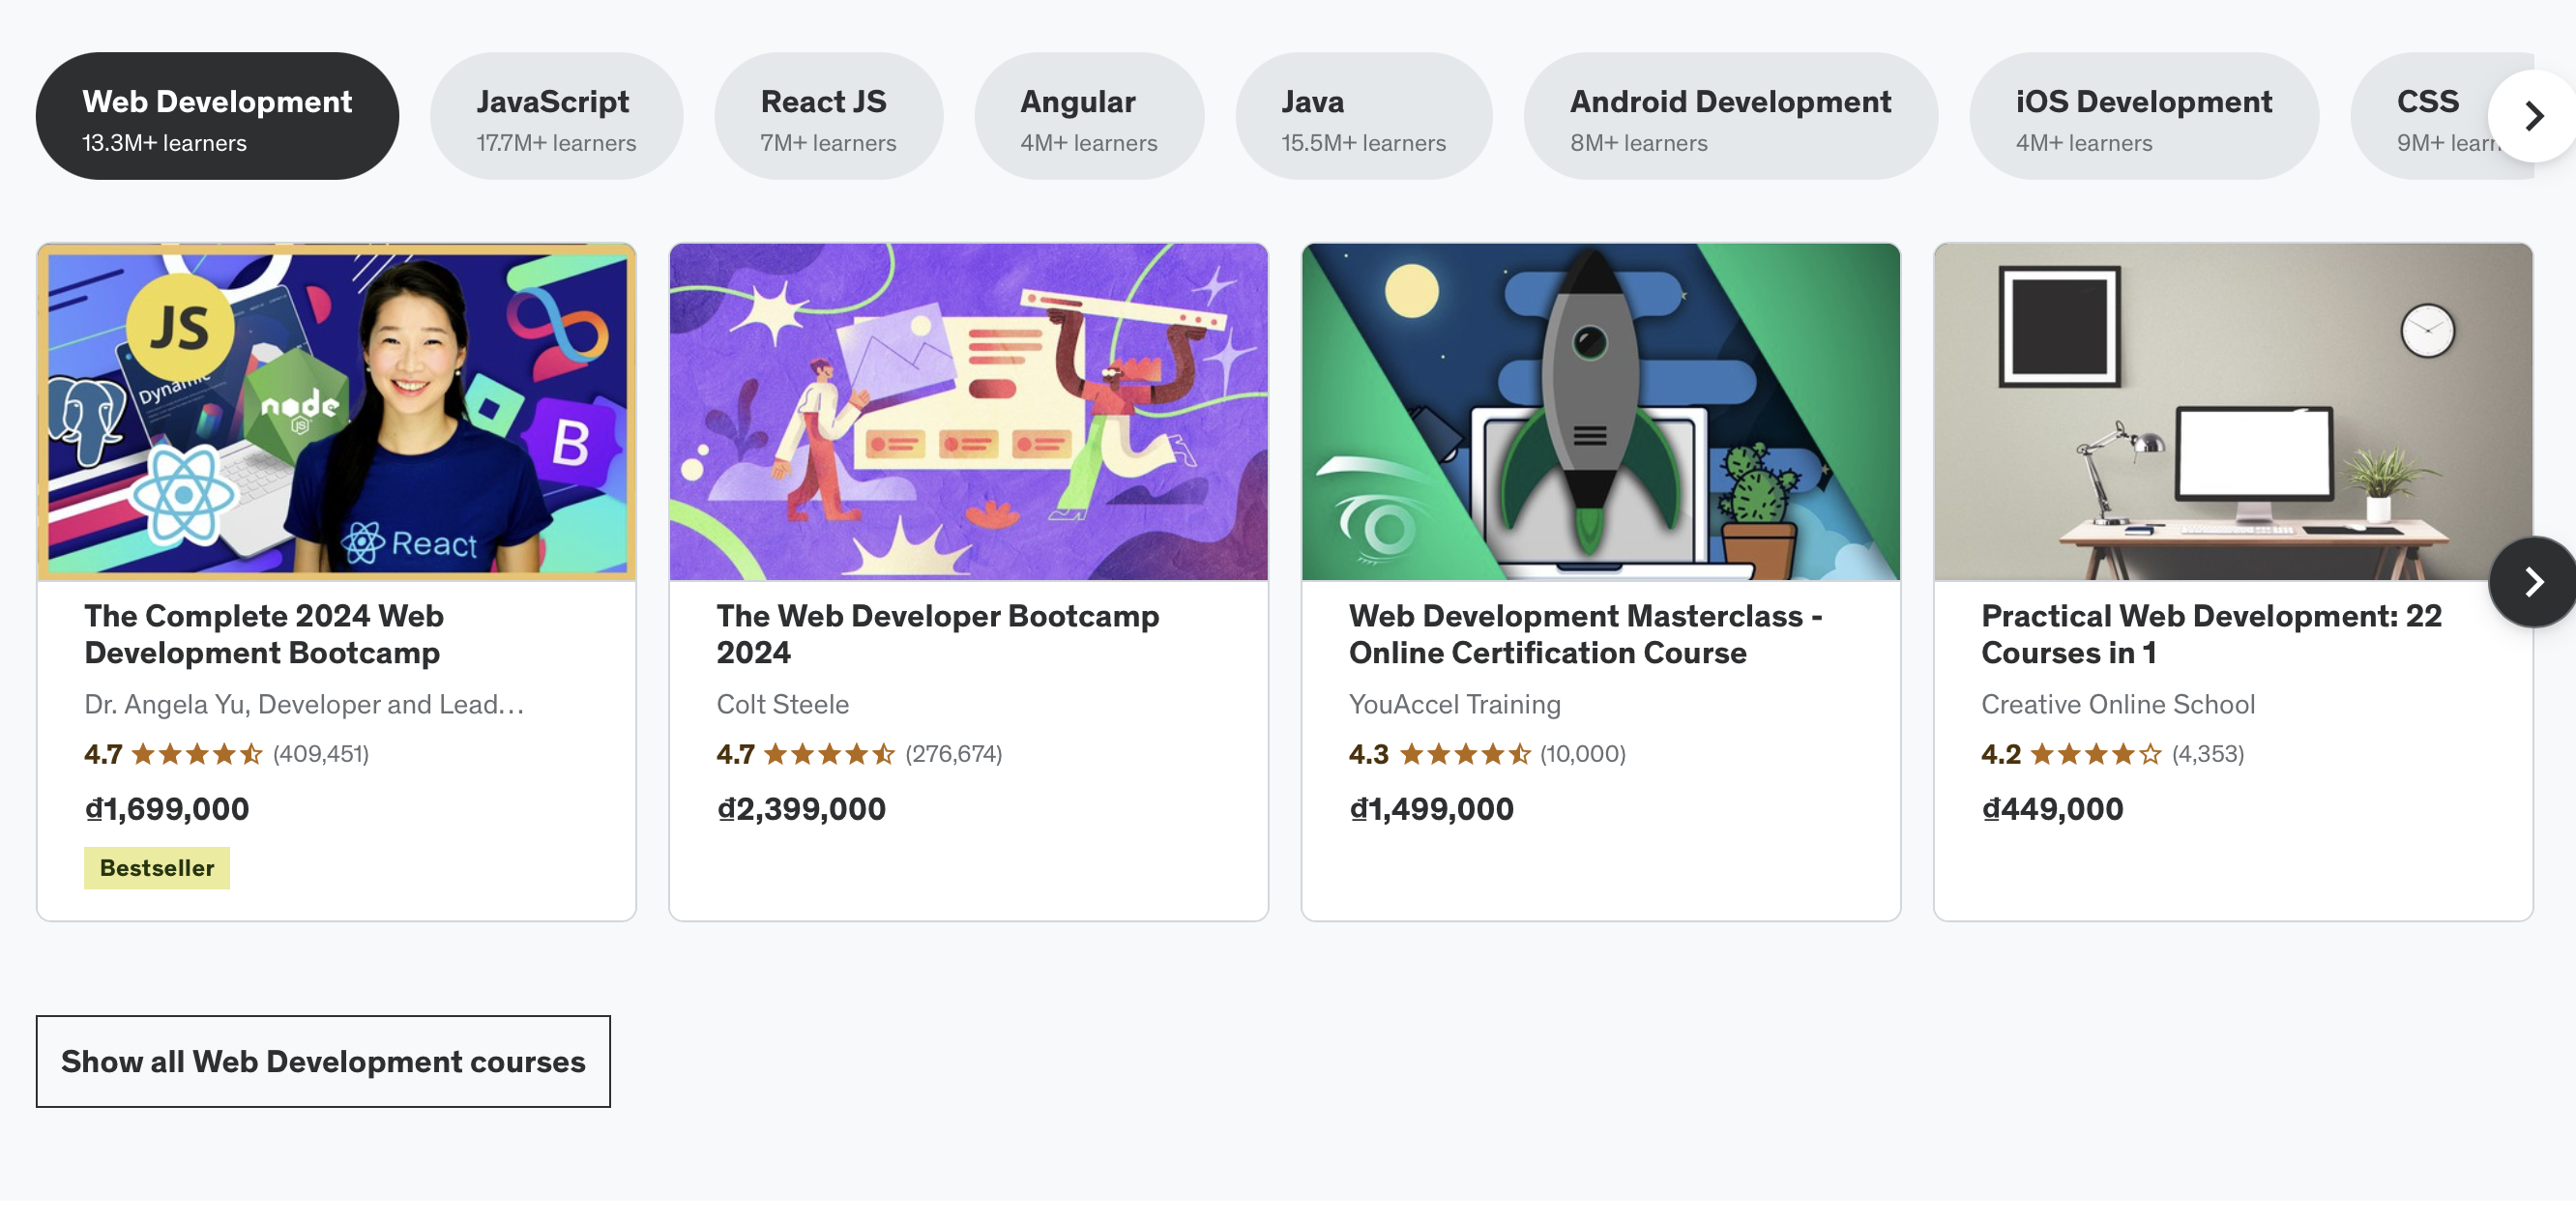 Web Development
13.3M+ learners
JavaScript
17.7M+ learners
React JS
7M+ learners
Angular
4M+ learners
Java
15.5M+ learners
Android Development
8M+ learners
iOS Development
4M+ learners
CSS
9M+
JS
Dynamic
node
JS
B
React
The Complete 2024 Web
Development Bootcamp
Dr. Angela Yu, Developer and Lead…
4.7 (409,451)
₫1,699,000
Bestseller
The Web Developer Bootcamp
2024
Colt Steele
4.7 (276,674)
₫2,399,000
Web Development Masterclass -
Online Certification Course
YouAccel Training
4.3 (10,000)
₫1,499,000
Practical Web Development: 22
Courses in 1
Creative Online School
4.2 (4,353)
₫449,000
Show all Web Development courses